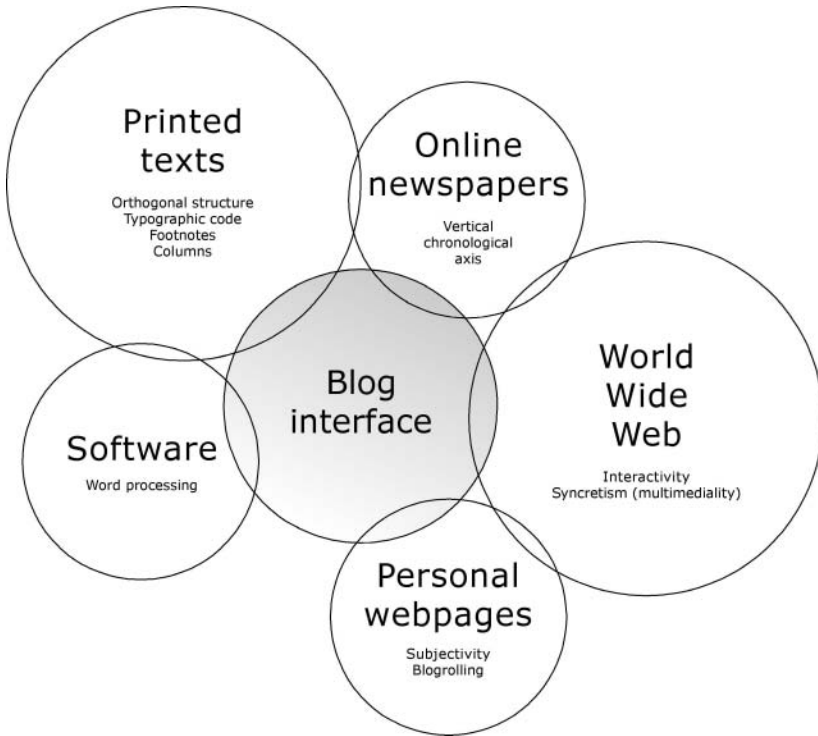 Printed
texts
Orthogonal structure
Typographic code
Footnotes
Columns
Online
newspapers
Vertical
chronological
axis
Blog
interface
World
Wide
Web
Interactivity
Syncretism (multimediality)
Software
Word processing
Personal
webpages
Subjectivity
Blogrolling